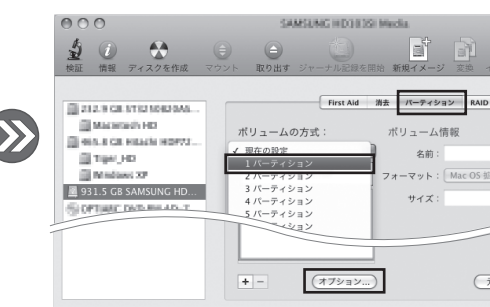 検証 情報 ディスクを作成 マウント 取り出す ジャーナル記録を開始 新規イメージ 変換
First Aid 消去 パーティション RAID
Macintosh HD
Tiger_HD
Windows XP
931.5 GB SAMSUNG HD...
ボリュームの方式：
✓ 現在の設定
1 パーティション
2 パーティション
3 パーティション
4 パーティション
5 パーティション
+ −
オプション...
ボリューム情報
名前：
フォーマット： Mac OS
サイズ：